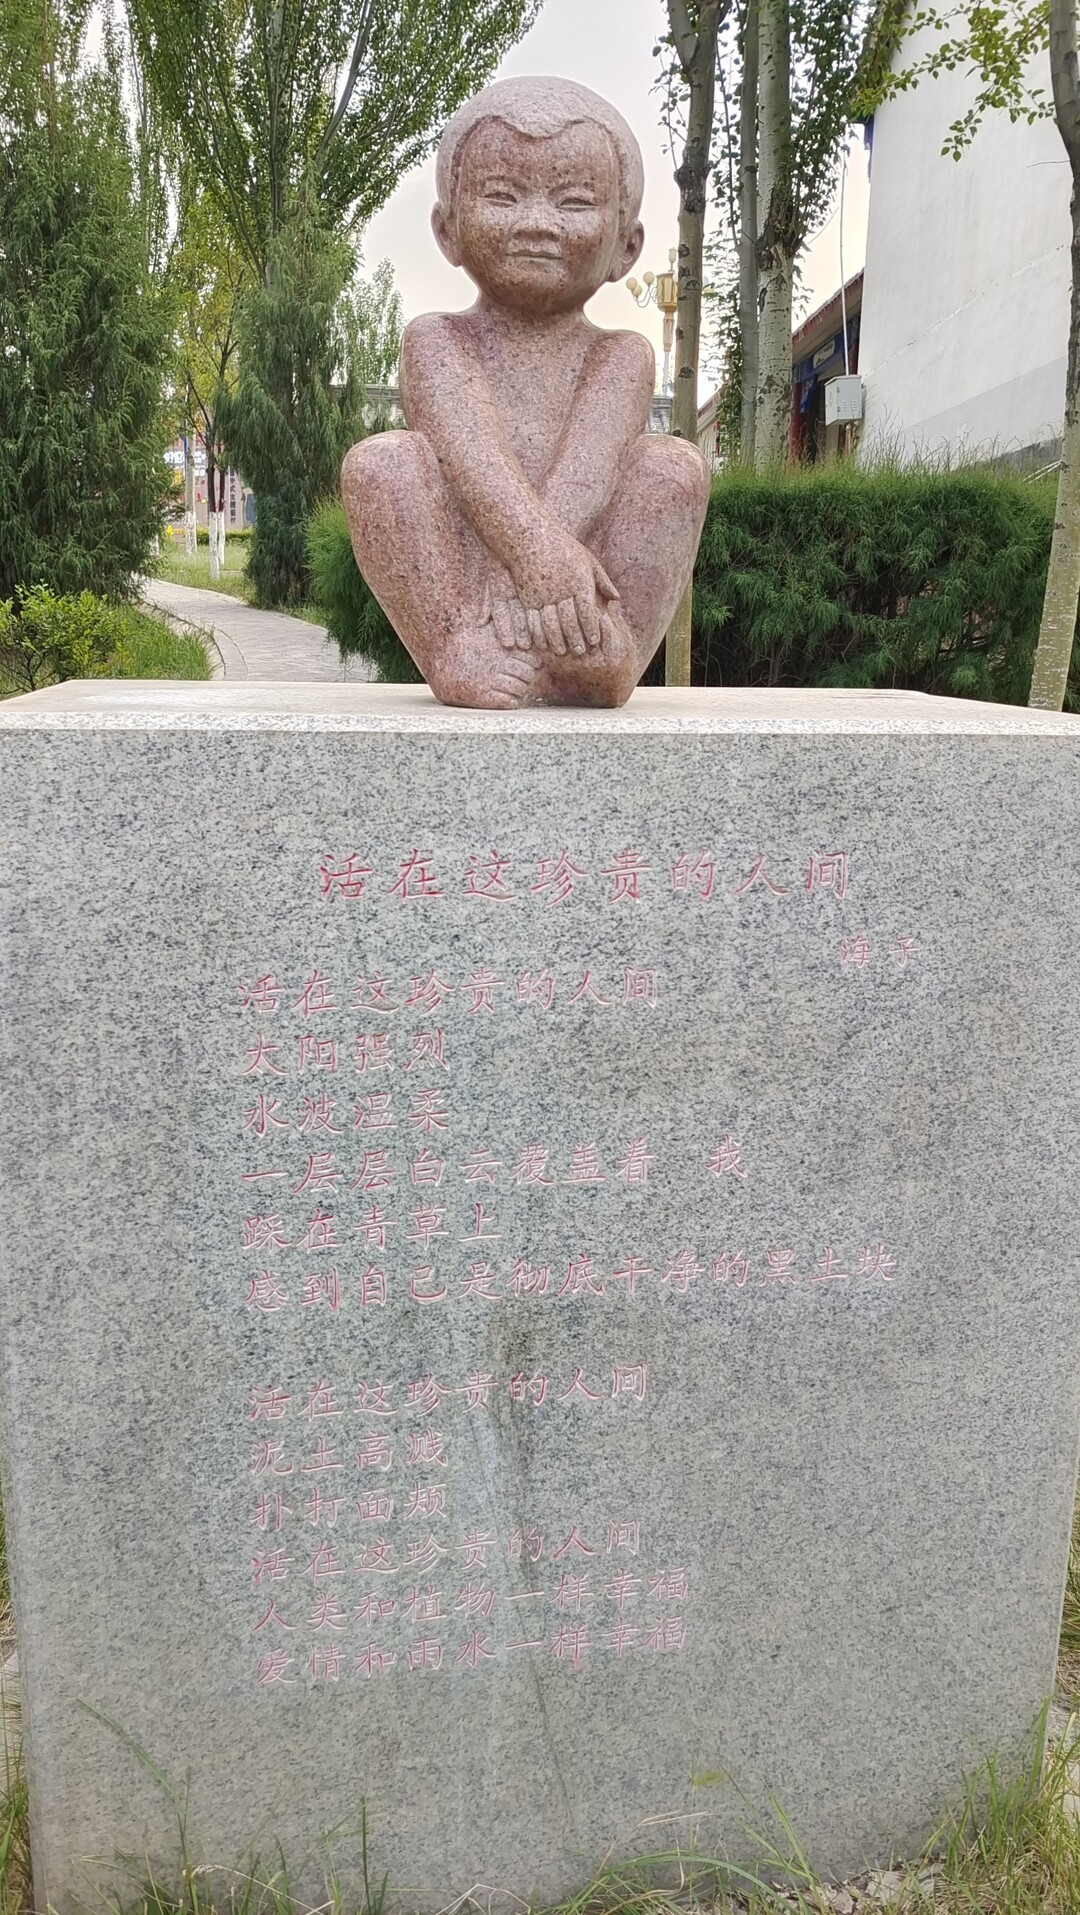 活在这珍贵的人间
海子
活在这珍贵的人间
太阳强烈
水波温柔
一层层白云覆盖着 我
踩在青草上
感到自己是彻底干净的黑土块
活在这珍贵的人间
泥土高溅
扑打面颊
活在这珍贵的人间
人类和植物一样幸福
爱情和雨水一样幸福